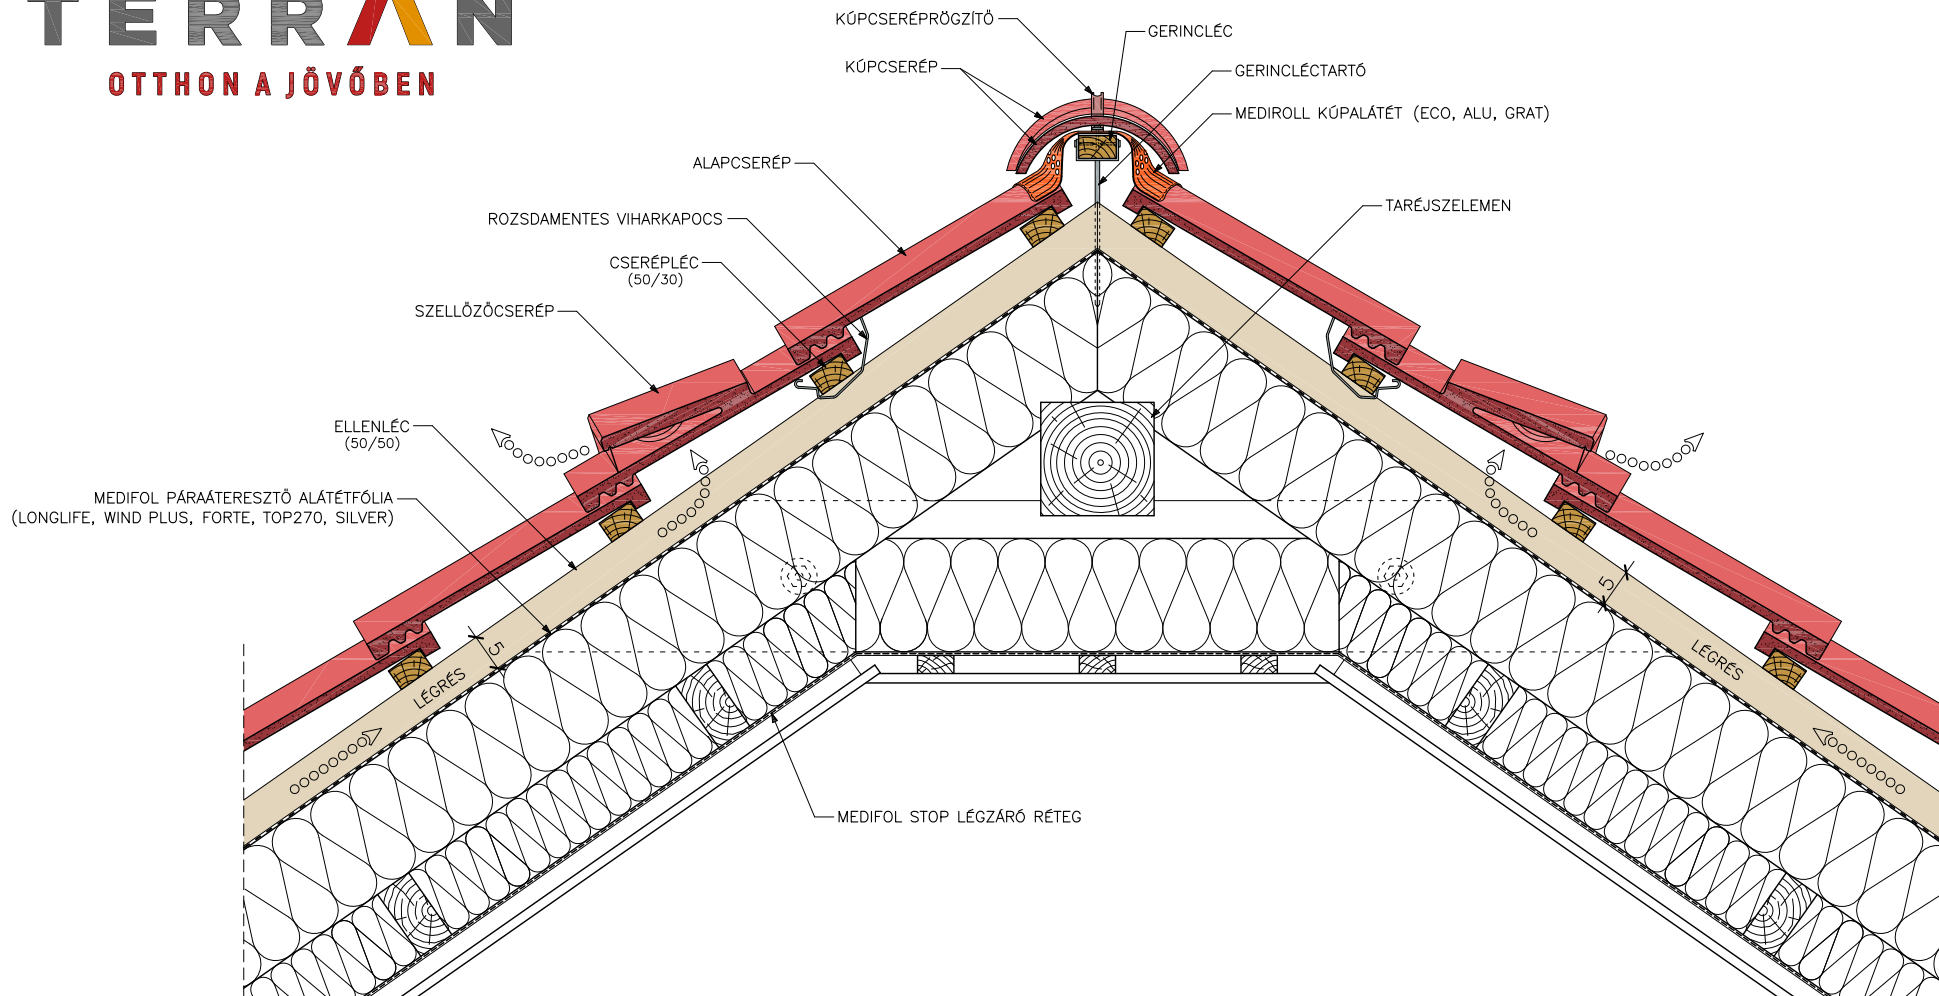 TERRÁN
OTTHON A JÖVŐBEN
KÚPCSERÉPRÖGZÍTŐ
KÚPCSERÉP
GERINCLÉC
GERINCLÉCTARTÓ
MEDIROLL KÚPALÁTÉT (ECO, ALU, GRAT)
ALAPCSERÉP
TARÉJSZELEMEN
ROZSDAMENTES VIHARKAPOCS
CSERÉPLÉC
(50/30)
SZELLŐZŐCSERÉP
ELLENLÉC
(50/50)
MEDIFOL PÁRAÁTERESZTŐ ALÁTÉTFÓLIA
(LONGLIFE, WIND PLUS, FORTE, TOP270, SILVER)
5
LÉGRÉS
5
LÉGRÉS
MEDIFOL STOP LÉGZÁRÓ RÉTEG